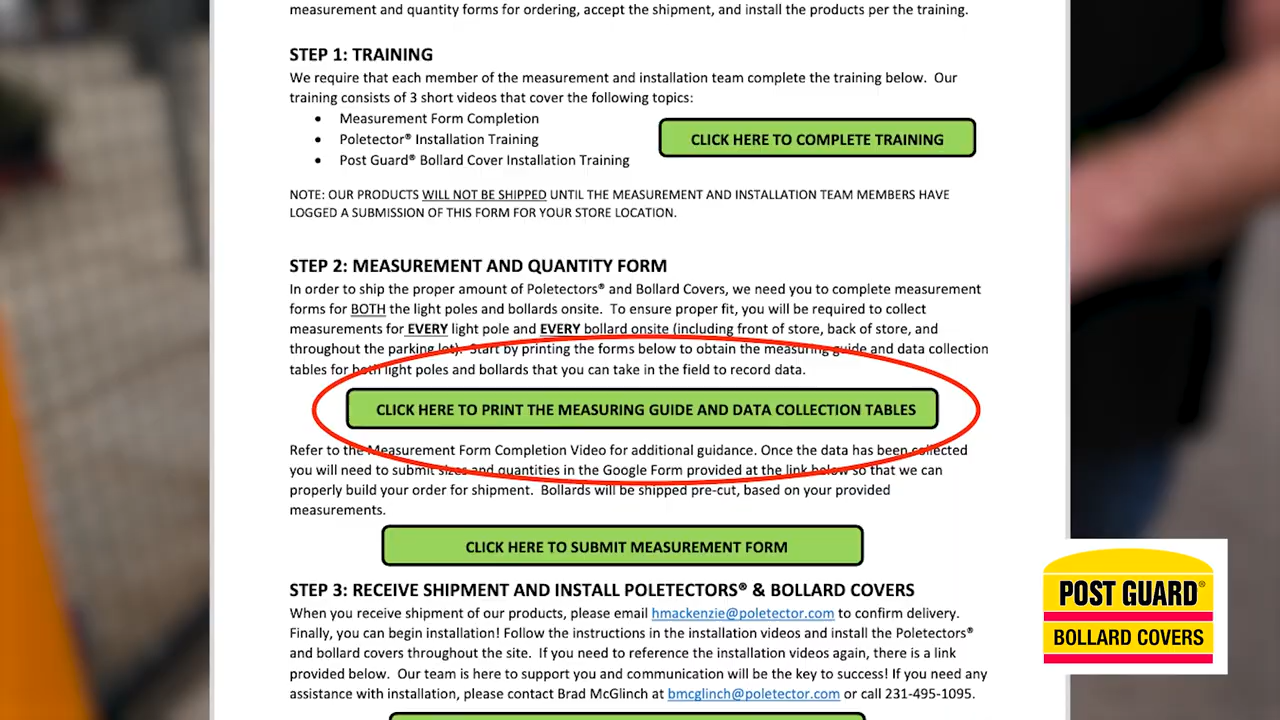 measurement and quantity forms for ordering, accept the shipment, and install the products per the training.
STEP 1: TRAINING
We require that each member of the measurement and installation team complete the training below. Our
training consists of 3 short videos that cover the following topics:
• Measurement Form Completion
• Poletector® Installation Training
• Post Guard® Bollard Cover Installation Training
CLICK HERE TO COMPLETE TRAINING
NOTE: OUR PRODUCTS WILL NOT BE SHIPPED UNTIL THE MEASUREMENT AND INSTALLATION TEAM MEMBERS HAVE
LOGGED A SUBMISSION OF THIS FORM FOR YOUR STORE LOCATION.
STEP 2: MEASUREMENT AND QUANTITY FORM
In order to ship the proper amount of Poletectors® and Bollard Covers, we need you to complete measurement
forms for BOTH the light poles and bollards onsite. To ensure proper fit, you will be required to collect
measurements for EVERY light pole and EVERY bollard onsite (including front of store, back of store, and
throughout the parking lot). Start by printing the forms below to obtain the measuring guide and data collection
tables for both light poles and bollards that you can take in the field to record data.
CLICK HERE TO PRINT THE MEASURING GUIDE AND DATA COLLECTION TABLES
Refer to the Measurement Form Completion Video for additional guidance. Once the data has been collected
you will need to submit sizes and quantities in the Google Form provided at the link below so that we can
properly build your order for shipment. Bollards will be shipped pre-cut, based on your provided
measurements.
CLICK HERE TO SUBMIT MEASUREMENT FORM
STEP 3: RECEIVE SHIPMENT AND INSTALL POLETECTORS® & BOLLARD COVERS
When you receive shipment of our products, please email hmackenzie@poletector.com to confirm delivery.
Finally, you can begin installation! Follow the instructions in the installation videos and install the Poletectors®
and bollard covers throughout the site. If you need to reference the installation videos again, there is a link
provided below. Our team is here to support you and communication will be the key to success! If you need any
assistance with installation, please contact Brad McGlinch at bmcglinch@poletector.com or call 231-495-1095.
POST GUARD®
BOLLARD COVERS